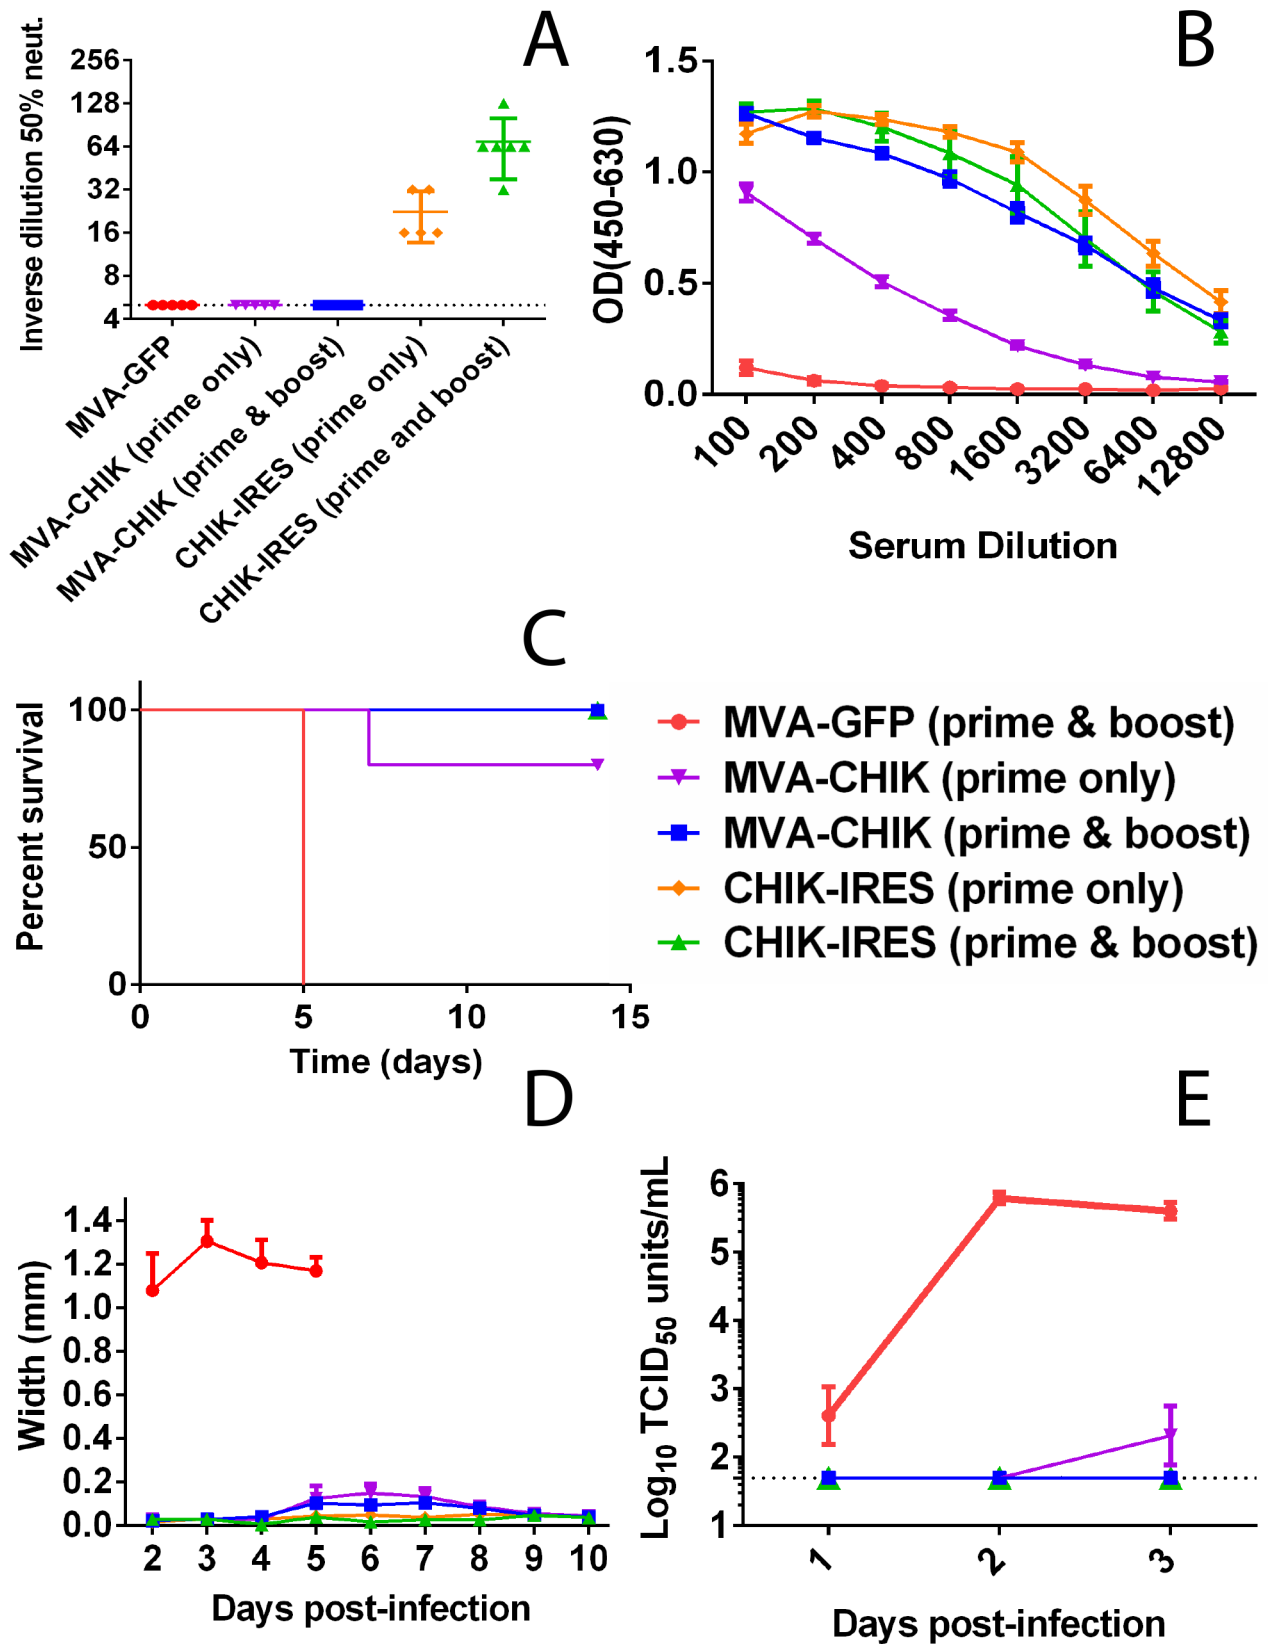 A
Inverse dilution 50% neut.
256
128
64
32
16
8
4
MVA-GFP
MVA-CHIK (prime only)
MVA-CHIK (prime & boost)
CHIK-IRES (prime only)
CHIK-IRES (prime and boost)
B
OD(450-630)
1.5
1.0
0.5
0.0
100
200
400
800
1600
3200
6400
12800
Serum Dilution
C
Percent survival
100
50
0
0
5
10
15
Time (days)
MVA-GFP (prime & boost)
MVA-CHIK (prime only)
MVA-CHIK (prime & boost)
CHIK-IRES (prime only)
CHIK-IRES (prime & boost)
D
Width (mm)
1.4
1.2
1.0
0.8
0.6
0.4
0.2
0.0
2
3
4
5
6
7
8
9
10
Days post-infection
E
Log10 TCID50 units/mL
6
5
4
3
2
1
1
2
3
Days post-infection